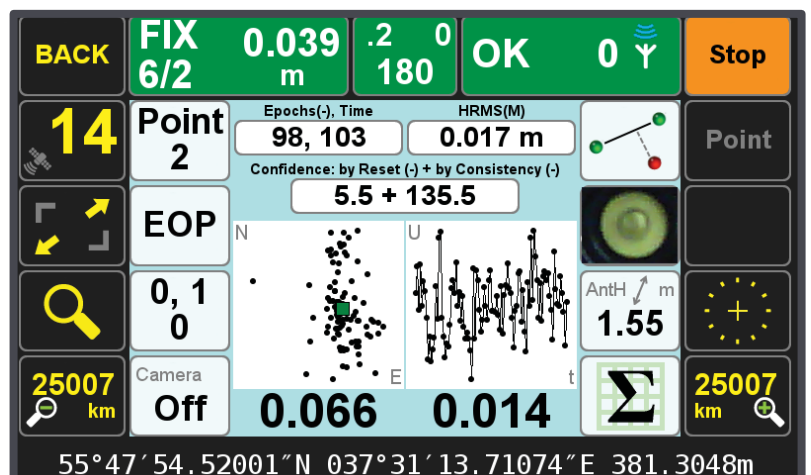 BACK
FIX 0.039
6/2 m
.2 0
180
OK 0
Stop
14
Point
2
Epochs(-), Time
98, 103
HRMS(M)
0.017 m
Confidence: by Reset (-) + by Consistency (-)
5.5 + 135.5
Point
EOP
N
E
U
t
0, 1
0
AntH m
1.55
25007
km
Camera
Off
0.066
0.014
Σ
25007
km
55°47′54.52001″N 037°31′13.71074″E 381.3048m